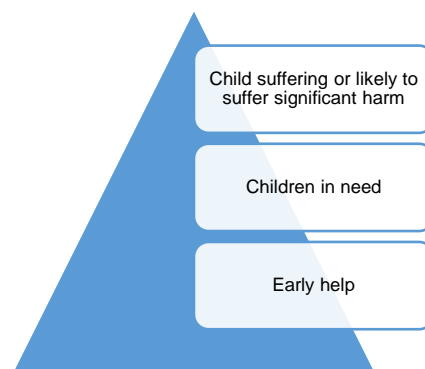 Child suffering or likely to
suffer significant harm
Children in need
Early help